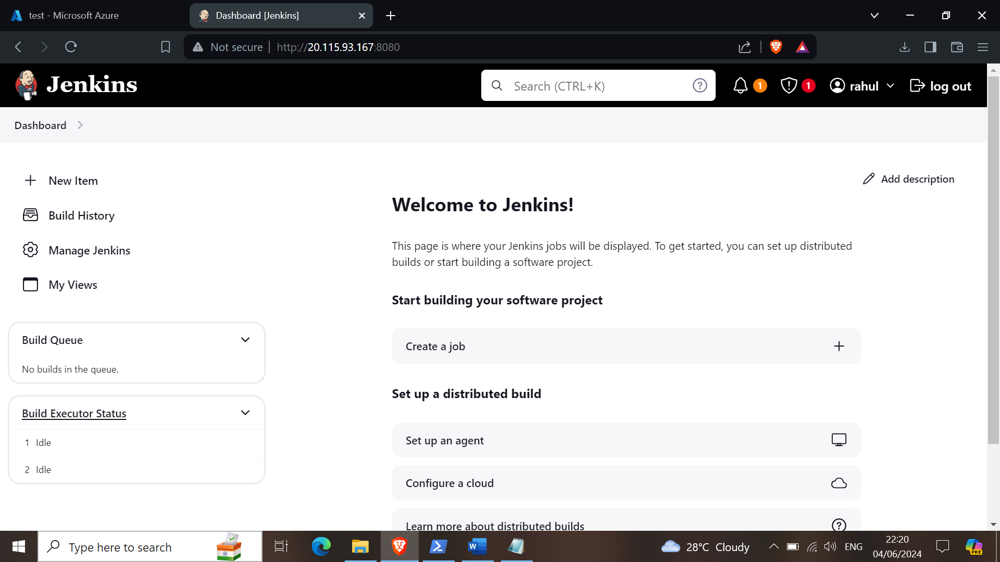 test - Microsoft Azure
Dashboard [Jenkins]
Not secure
http://20.115.93.167:8080
Jenkins
Search (CTRL+K)
1
1
rahul
log out
Dashboard
New Item
Build History
Manage Jenkins
My Views
Build Queue
No builds in the queue.
Build Executor Status
1 Idle
2 Idle
Add description
Welcome to Jenkins!
This page is where your Jenkins jobs will be displayed. To get started, you can set up distributed
builds or start building a software project.
Start building your software project
Create a job
Set up a distributed build
Set up an agent
Configure a cloud
Learn more about distributed builds
Type here to search
W
28°C Cloudy
ENG
22:20
04/06/2024
PRE